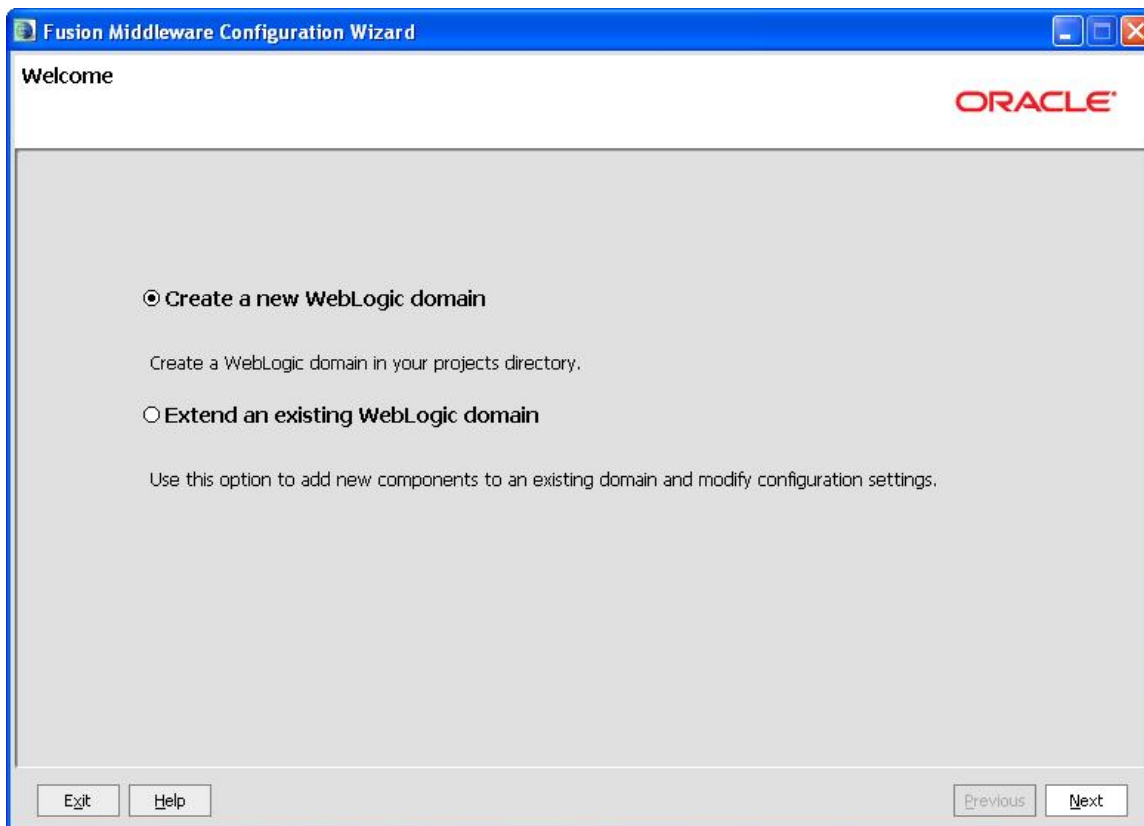 Fusion Middleware Configuration Wizard
Welcome
ORACLE
Create a new WebLogic domain
Create a WebLogic domain in your projects directory.
Extend an existing WebLogic domain
Use this option to add new components to an existing domain and modify configuration settings.
Exit Help Previous Next